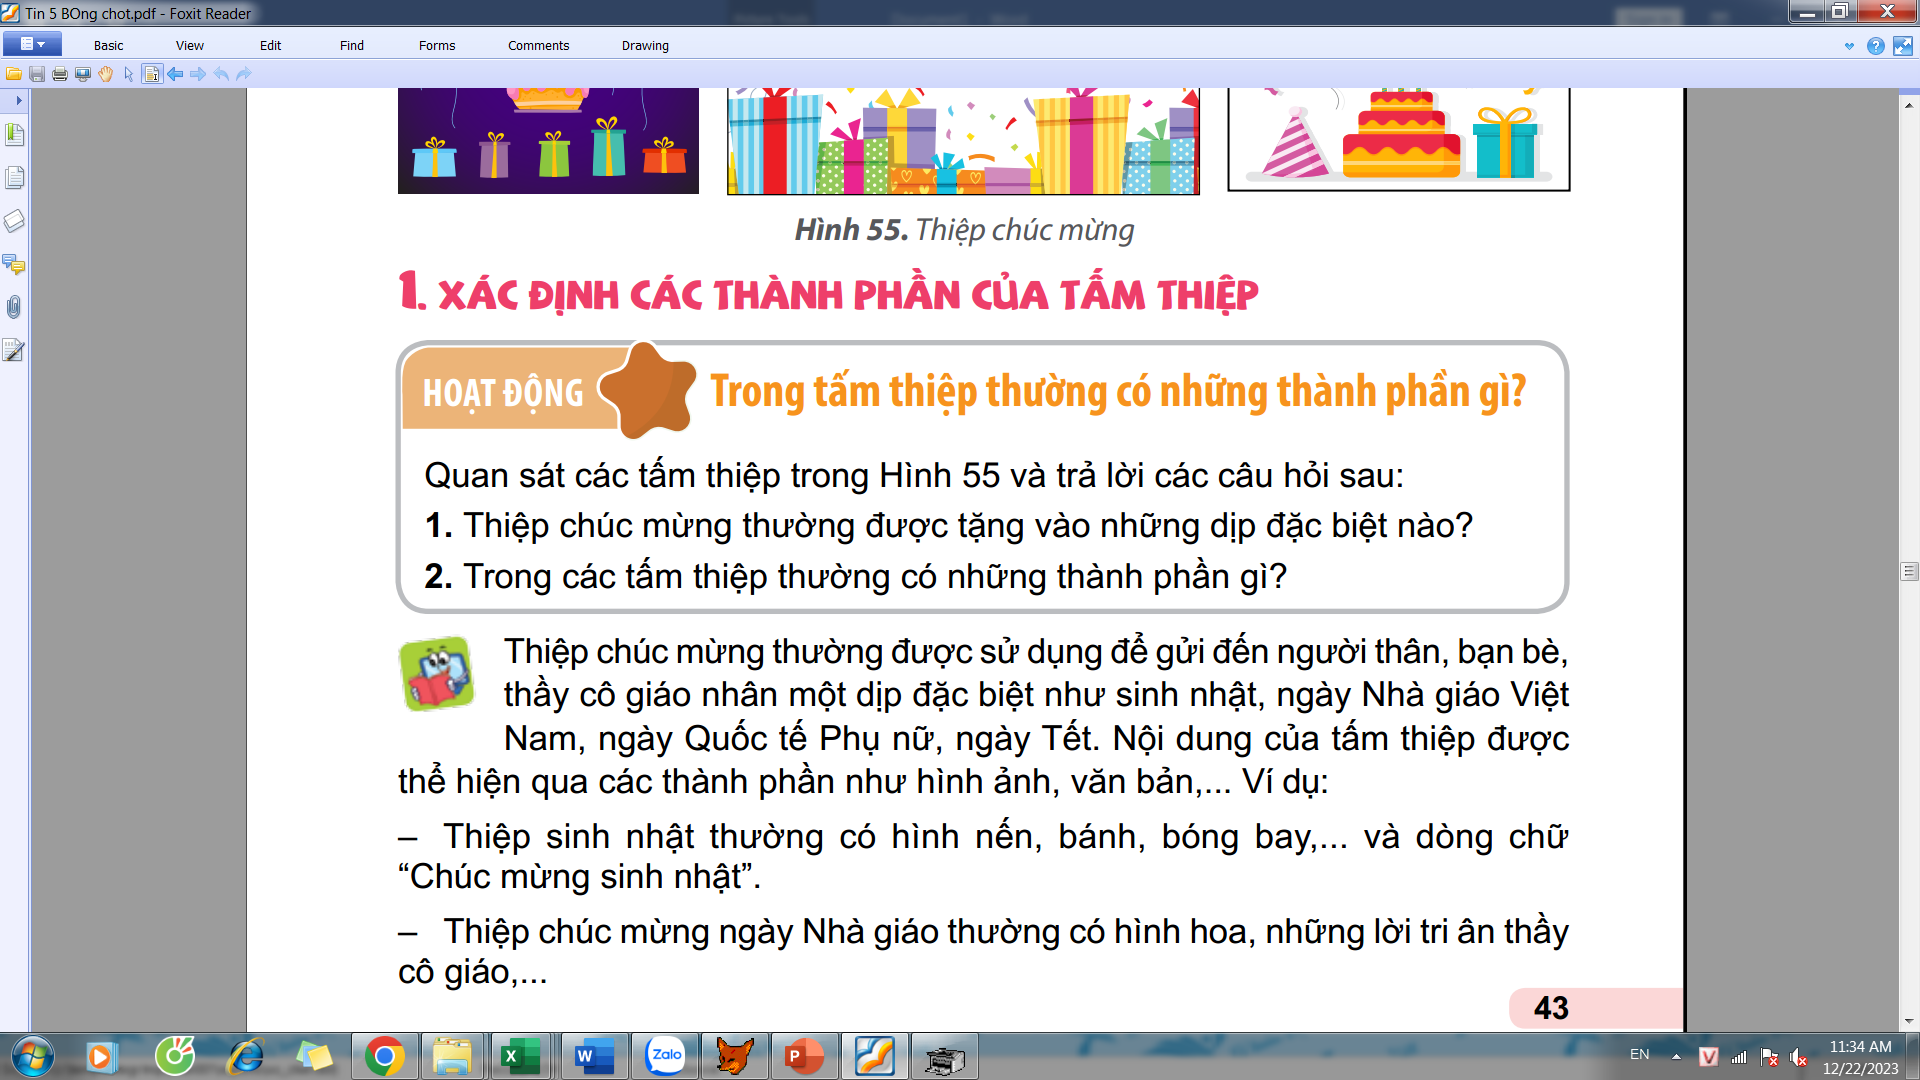 Tin 5 BOng chot.pdf - Foxit Reader
Basic View Edit Find Forms Comments Drawing
Hình 55. Thiệp chúc mừng
1. XÁC ĐỊNH CÁC THÀNH PHẦN CỦA TẤM THIỆP
HOẠT ĐỘNG Trong tấm thiệp thường có những thành phần gì?
Quan sát các tấm thiệp trong Hình 55 và trả lời các câu hỏi sau:
1. Thiệp chúc mừng thường được tặng vào những dịp đặc biệt nào?
2. Trong các tấm thiệp thường có những thành phần gì?
Thiệp chúc mừng thường được sử dụng để gửi đến người thân, bạn bè,
thầy cô giáo nhân một dịp đặc biệt như sinh nhật, ngày Nhà giáo Việt
Nam, ngày Quốc tế Phụ nữ, ngày Tết. Nội dung của tấm thiệp được
thể hiện qua các thành phần như hình ảnh, văn bản,... Ví dụ:
– Thiệp sinh nhật thường có hình nến, bánh, bóng bay,... và dòng chữ
“Chúc mừng sinh nhật”.
– Thiệp chúc mừng ngày Nhà giáo thường có hình hoa, những lời tri ân thầy
cô giáo,...
43
Zalo
EN
11:34 AM
12/22/2023